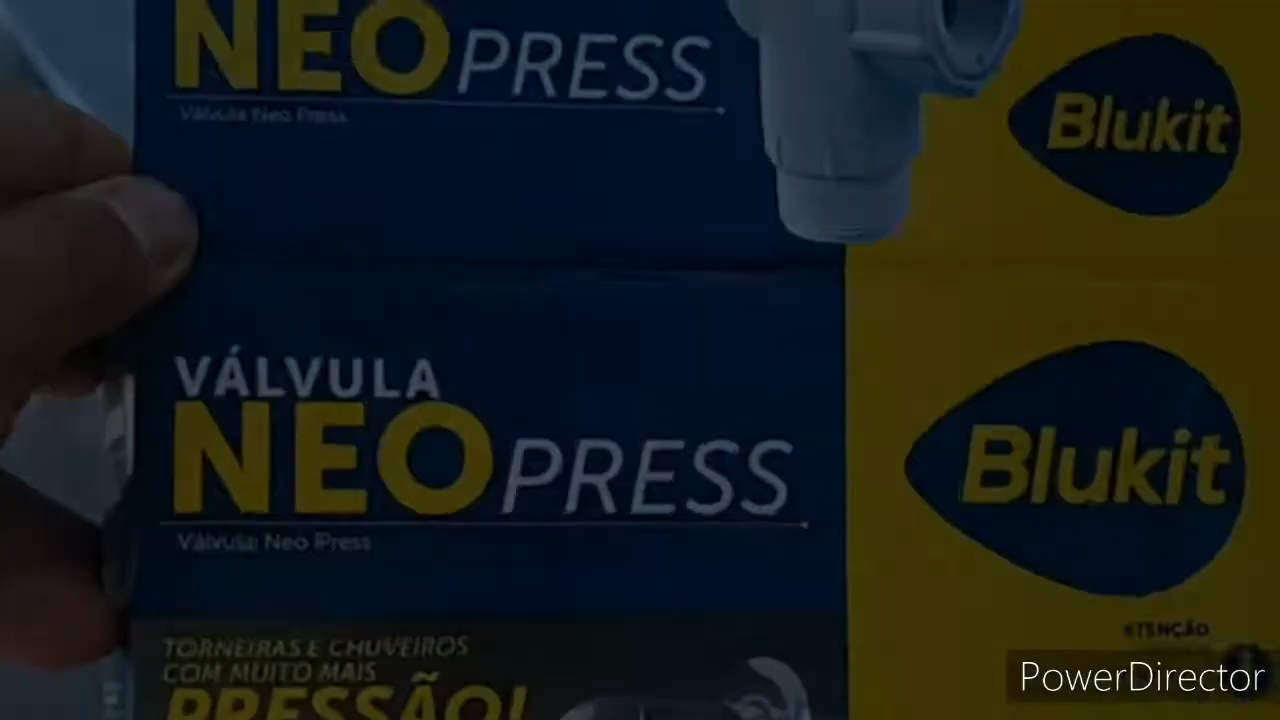 NEO PRESS
Válvula Neo Press
Blukit
VÁLVULA
NEO PRESS
Válvula Neo Press
Blukit
TORNEIRAS E CHUVEIROS
COM MUITO MAIS
PRESSÃO!
ATENÇÃO
PowerDirector